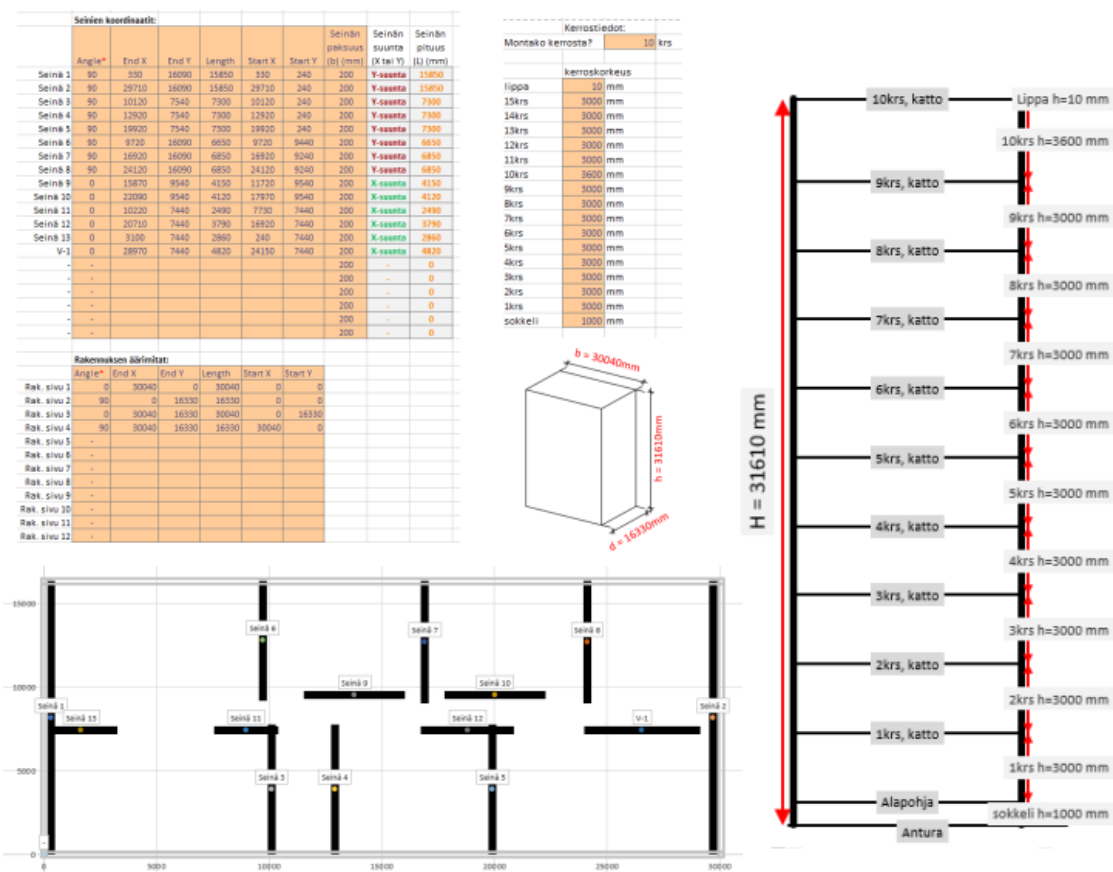 Seinien koordinaatit:
Angle* End X End Y Length Start X Start Y Seinän paksuus (b) (mm) Seinän suunta (X tai Y) Seinän pituus (L) (mm)
Seinä 1 90 330 16090 15850 330 240 200 Y-suunta 15850
Seinä 2 90 29710 16090 15850 29710 240 200 Y-suunta 15850
Seinä 3 90 10120 7540 7300 10120 240 200 Y-suunta 7300
Seinä 4 90 12920 7540 7300 12920 240 200 Y-suunta 7300
Seinä 5 90 19920 7540 7300 19920 240 200 Y-suunta 7300
Seinä 6 90 9720 16090 6650 9720 9440 200 Y-suunta 6650
Seinä 7 90 16920 16090 6850 16920 9240 200 Y-suunta 6850
Seinä 8 90 24120 16090 6850 24120 9240 200 Y-suunta 6850
Seinä 9 0 15870 9540 4150 11720 9540 200 X-suunta 4150
Seinä 10 0 22090 9540 4120 17970 9540 200 X-suunta 4120
Seinä 11 0 10220 7440 2490 7730 7440 200 X-suunta 2490
Seinä 12 0 20710 7440 3790 16920 7440 200 X-suunta 3790
Seinä 13 0 3100 7440 2860 240 7440 200 X-suunta 2860
V-1 0 28970 7440 4820 24150 7440 200 X-suunta 4820
- - 200 - 0
- - 200 - 0
- - 200 - 0
- - 200 - 0
- - 200 - 0
- - 200 - 0
Rakennuksen äärimitat:
Angle* End X End Y Length Start X Start Y
Rak. sivu 1 0 30040 0 30040 0 0
Rak. sivu 2 90 0 16330 16330 0 0
Rak. sivu 3 0 30040 16330 30040 0 16330
Rak. sivu 4 90 30040 16330 16330 30040 0
Rak. sivu 5 -
Rak. sivu 6 -
Rak. sivu 7 -
Rak. sivu 8 -
Rak. sivu 9 -
Rak. sivu 10 -
Rak. sivu 11 -
Rak. sivu 12 -
Kerrostiedot:
Montako kerrosta? 10 krs
kerroskorkeus
lippa 10 mm
15krs 3000 mm
14krs 3000 mm
13krs 3000 mm
12krs 3000 mm
11krs 3000 mm
10krs 3600 mm
9krs 3000 mm
8krs 3000 mm
7krs 3000 mm
6krs 3000 mm
5krs 3000 mm
4krs 3000 mm
3krs 3000 mm
2krs 3000 mm
1krs 3000 mm
sokkeli 1000 mm
b = 30040mm
h = 31610mm
d = 16330mm
15000
10000
5000
0
Seinä 6
Seinä 7
Seinä 8
Seinä 9
Seinä 10
Seinä 1
Seinä 13
Seinä 11
Seinä 12
V-1
Seinä 2
Seinä 3
Seinä 4
Seinä 5
-
0 5000 10000 15000 20000 25000 30000
H = 31610 mm
10krs, katto Lippa h=10 mm
10krs h=3600 mm
9krs, katto
9krs h=3000 mm
8krs, katto
8krs h=3000 mm
7krs, katto
7krs h=3000 mm
6krs, katto
6krs h=3000 mm
5krs, katto
5krs h=3000 mm
4krs, katto
4krs h=3000 mm
3krs, katto
3krs h=3000 mm
2krs, katto
2krs h=3000 mm
1krs, katto
1krs h=3000 mm
Alapohja
sokkeli h=1000 mm
Antura